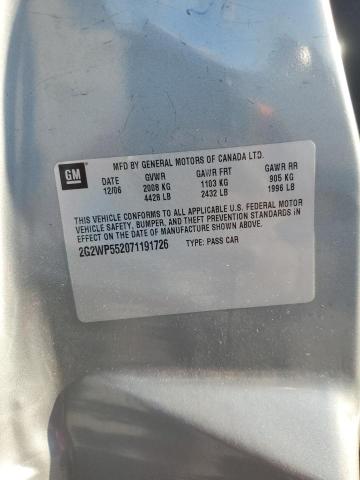 GM
MFD BY GENERAL MOTORS OF CANADA LTD.
DATE GVWR GAWR FRT GAWR RR
12/06 2008 KG 1103 KG 905 KG
4428 LB 2432 LB 1996 LB
THIS VEHICLE CONFORMS TO ALL APPLICABLE U.S. FEDERAL MOTOR
VEHICLE SAFETY, BUMPER, AND THEFT PREVENTION STANDARDS IN
EFFECT ON THE DATE OF MANUFACTURE SHOWN ABOVE.
2G2WP552071191726 TYPE: PASS CAR